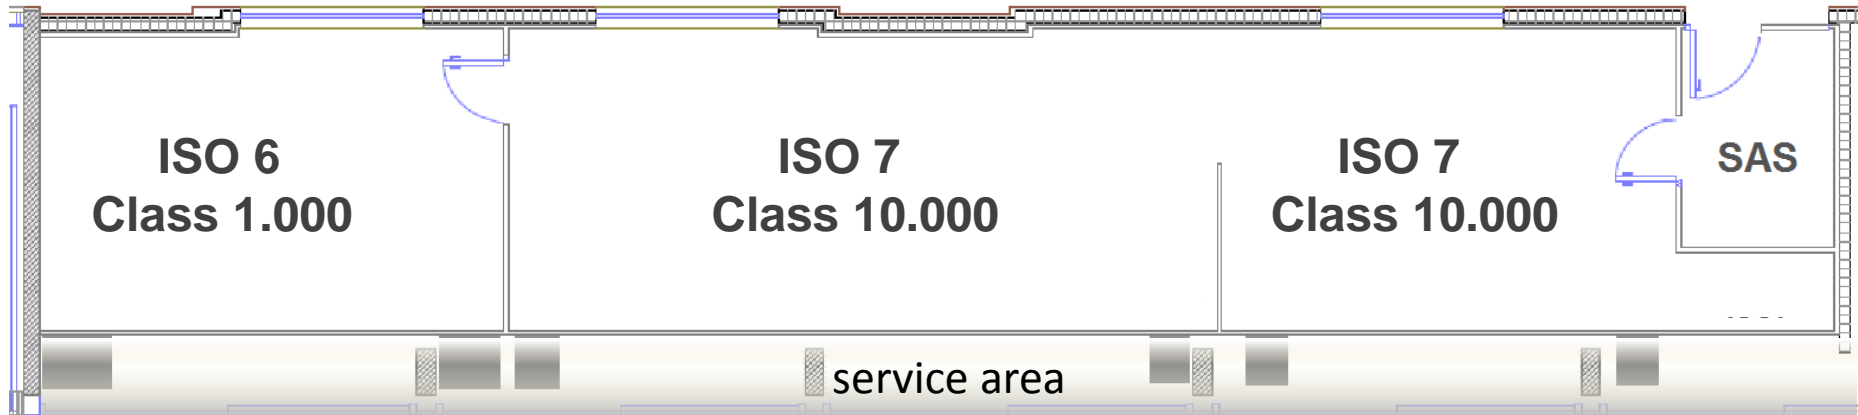 ISO 6
Class 1.000
ISO 7
Class 10.000
ISO 7
Class 10.000
SAS
service area